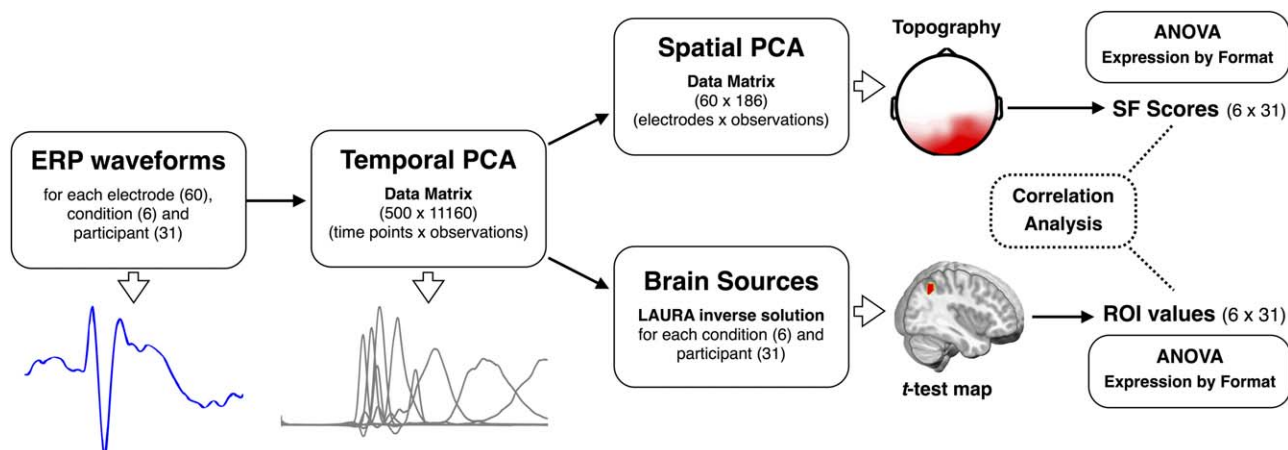 ERP waveforms
for each electrode (60),
condition (6) and
participant (31)
Temporal PCA
Data Matrix
(500 x 11160)
(time points x observations)
Spatial PCA
Data Matrix
(60 x 186)
(electrodes x observations)
Topography
ANOVA
Expression by Format
SF Scores (6 x 31)
Correlation
Analysis
Brain Sources
LAURA inverse solution
for each condition (6) and
participant (31)
t-test map
ROI values (6 x 31)
ANOVA
Expression by Format